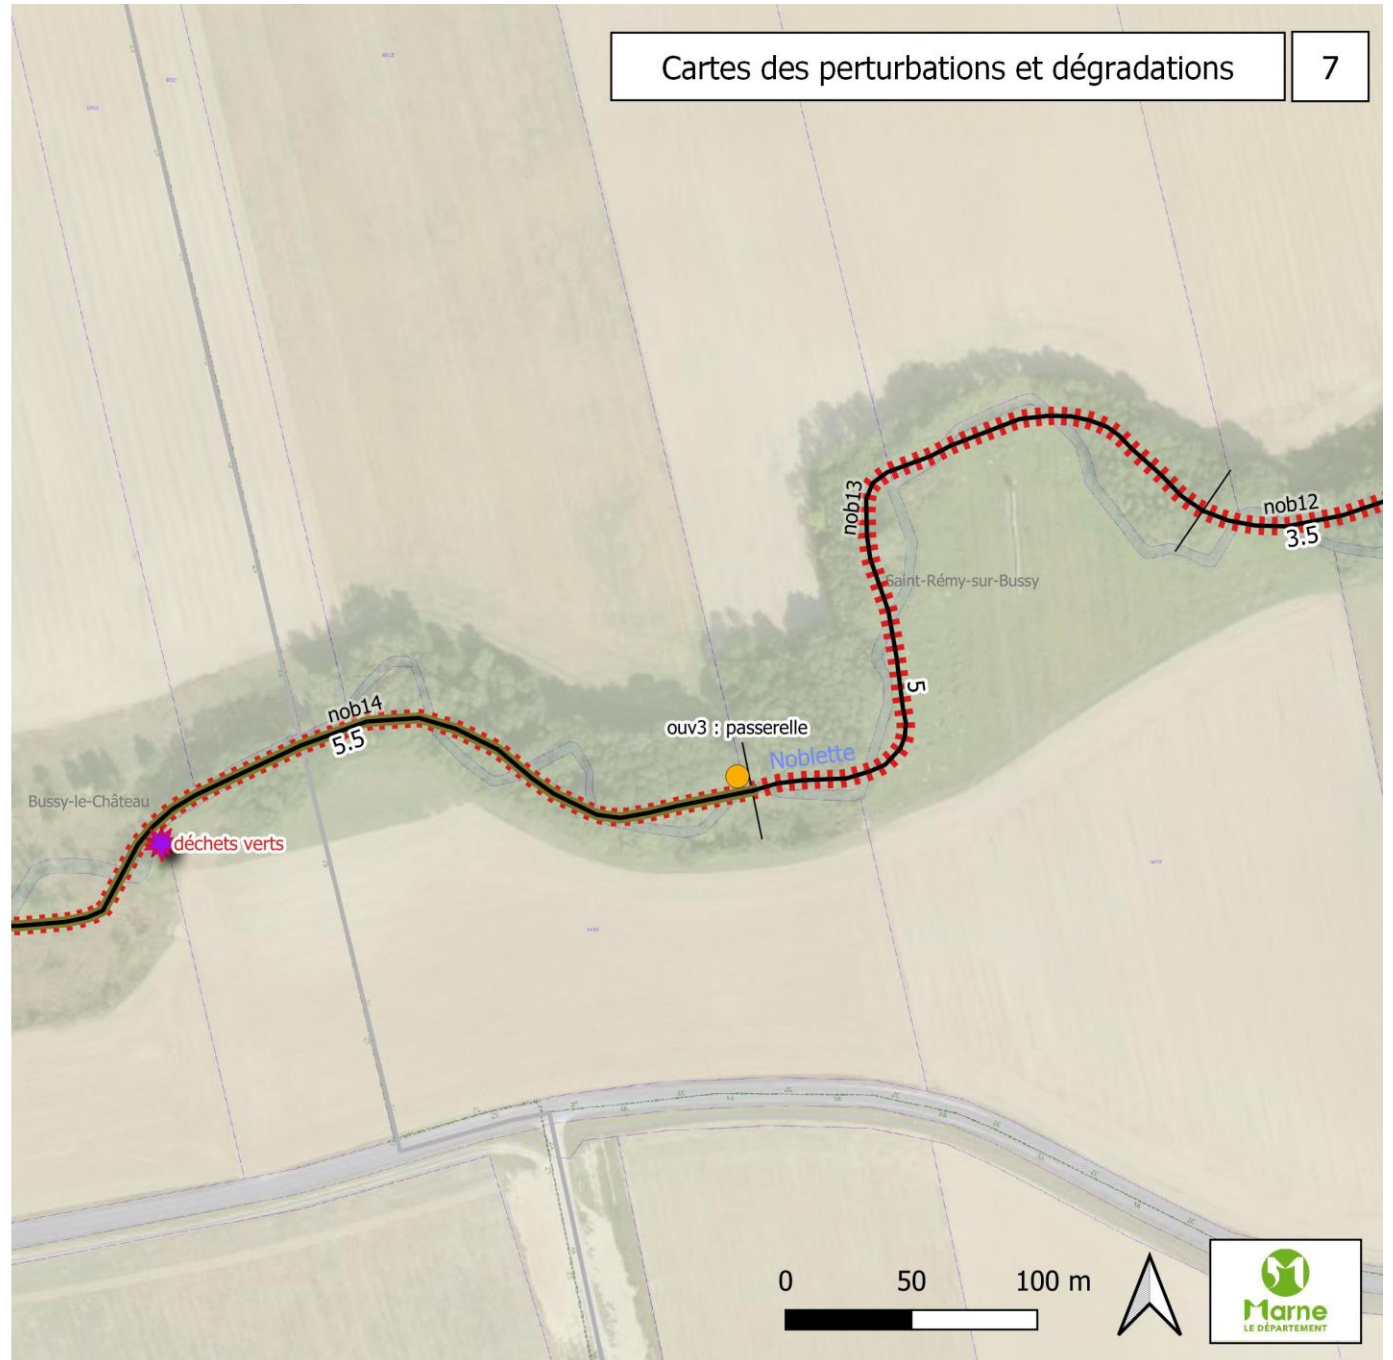 Cartes des perturbations et dégradations
7
nob13
nob12
3.5
Saint-Rémy-sur-Bussy
5
nob14
5.5
ouv3 : passerelle
Noblette
Bussy-le-Château
déchets verts
0 50 100 m
Marne
LE DÉPARTEMENT